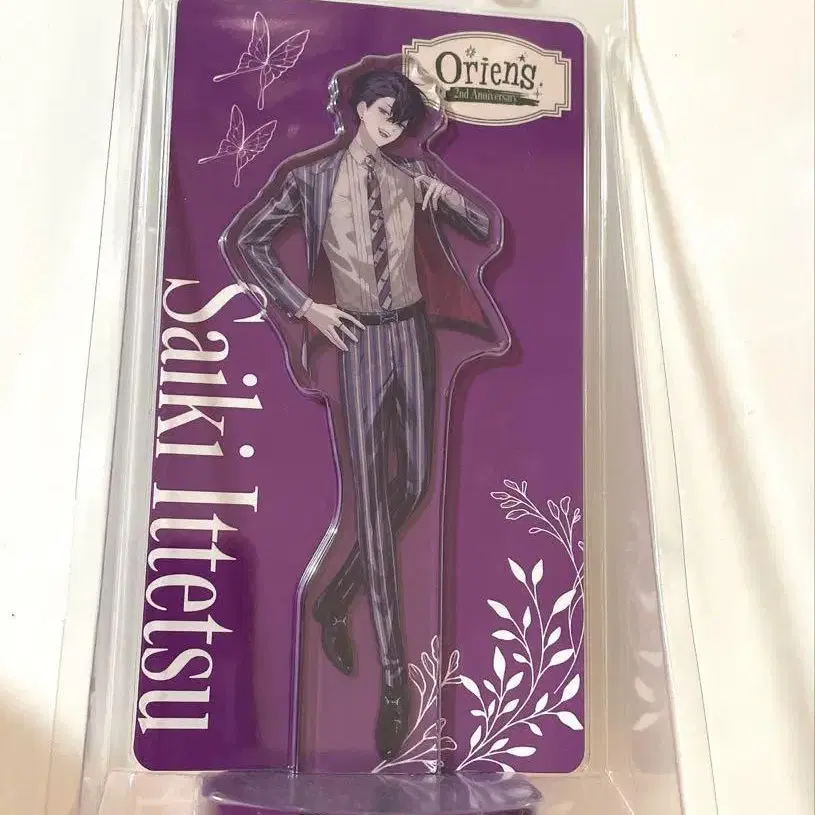 Oriens
2nd Anniversary
Saiki Ittetsu